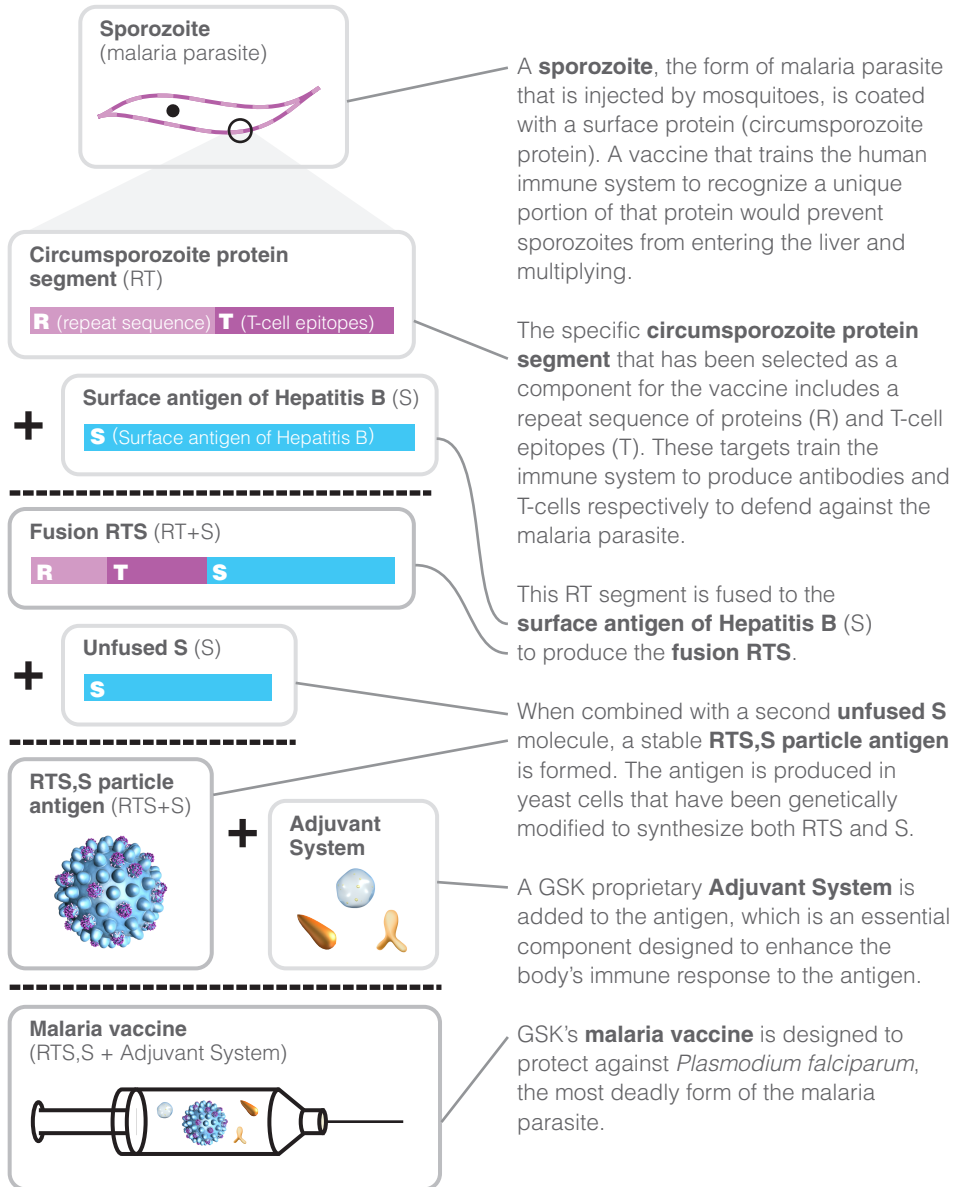 Sporozoite
(malaria parasite)
A sporozoite, the form of malaria parasite
that is injected by mosquitoes, is coated
with a surface protein (circumsporozoite
protein). A vaccine that trains the human
immune system to recognize a unique
portion of that protein would prevent
sporozoites from entering the liver and
multiplying.
Circumsporozoite protein
segment (RT)
R (repeat sequence) T (T-cell epitopes)
The specific circumsporozoite protein
segment that has been selected as a
component for the vaccine includes a
repeat sequence of proteins (R) and T-cell
epitopes (T). These targets train the
immune system to produce antibodies and
T-cells respectively to defend against the
malaria parasite.
+
Surface antigen of Hepatitis B (S)
S (Surface antigen of Hepatitis B)
Fusion RTS (RT+S)
R T S
This RT segment is fused to the
surface antigen of Hepatitis B (S)
to produce the fusion RTS.
+
Unfused S (S)
S
When combined with a second unfused S
molecule, a stable RTS,S particle antigen
is formed. The antigen is produced in
yeast cells that have been genetically
modified to synthesize both RTS and S.
RTS,S particle
antigen (RTS+S)
+
Adjuvant
System
A GSK proprietary Adjuvant System is
added to the antigen, which is an essential
component designed to enhance the
body's immune response to the antigen.
Malaria vaccine
(RTS,S + Adjuvant System)
GSK's malaria vaccine is designed to
protect against Plasmodium falciparum,
the most deadly form of the malaria
parasite.